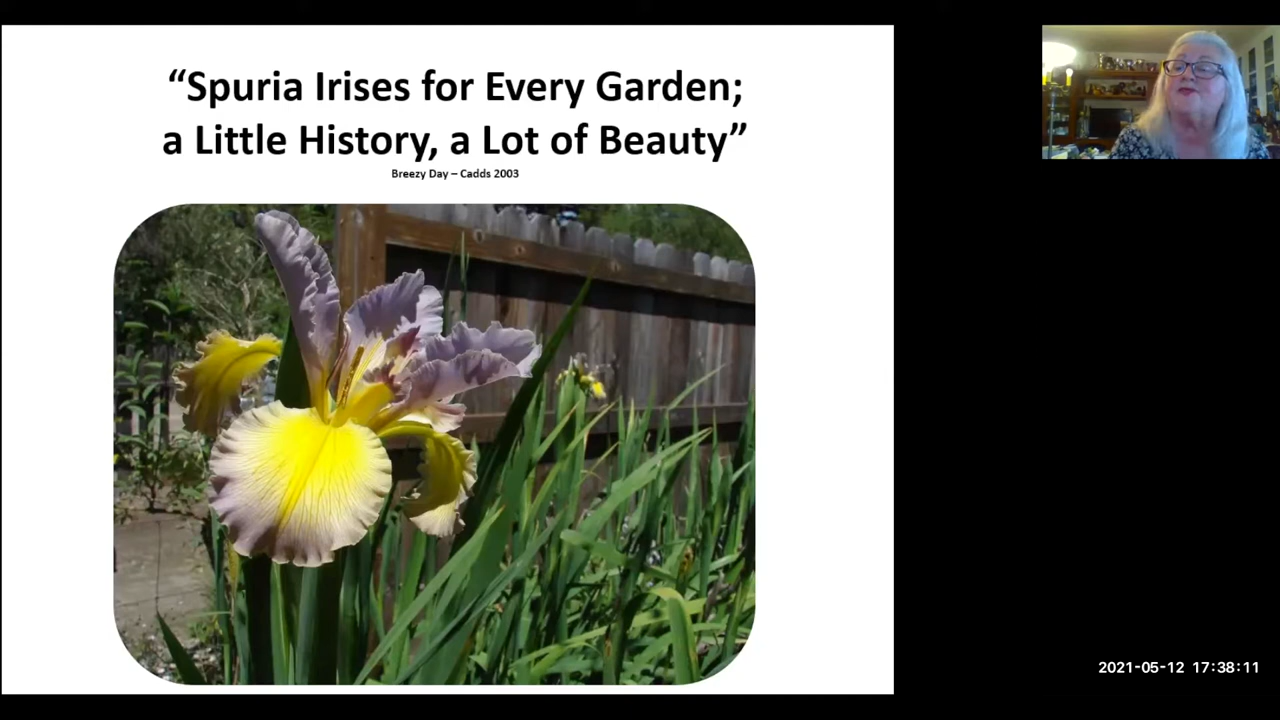 “Spuria Irises for Every Garden;
a Little History, a Lot of Beauty”
Breezy Day – Cadds 2003
2021-05-12 17:38:11